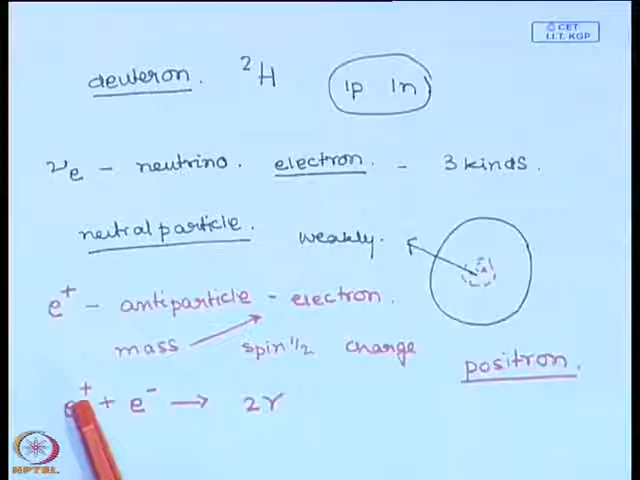 © CET
I.I.T. KGP
deuteron. ²H 1p 1n
νe - neutrino. electron. - 3 kinds.
neutral particle. weakly.
e⁺ - antiparticle - electron.
mass spin 1/2 charge
positron.
e⁺ + e⁻ → 2γ
NPTEL